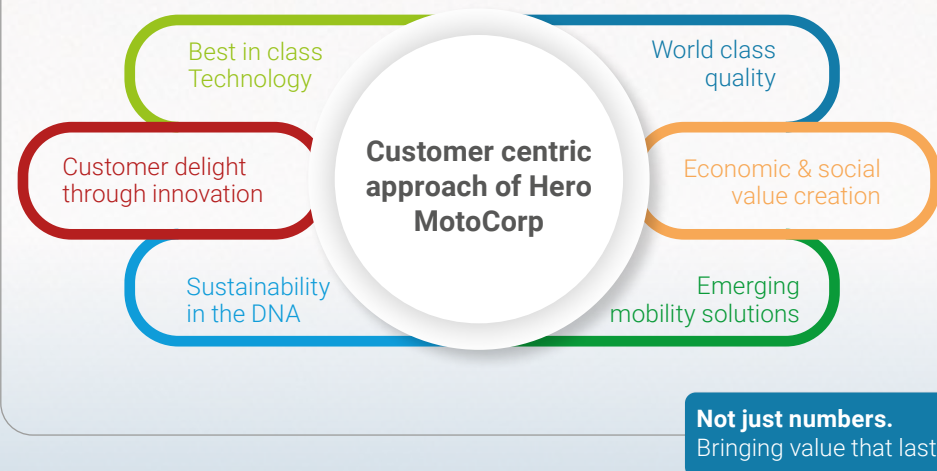 Best in class
Technology
World class
quality
Customer delight
through innovation
Customer centric
approach of Hero
MotoCorp
Economic & social
value creation
Sustainability
in the DNA
Emerging
mobility solutions
Not just numbers.
Bringing value that last